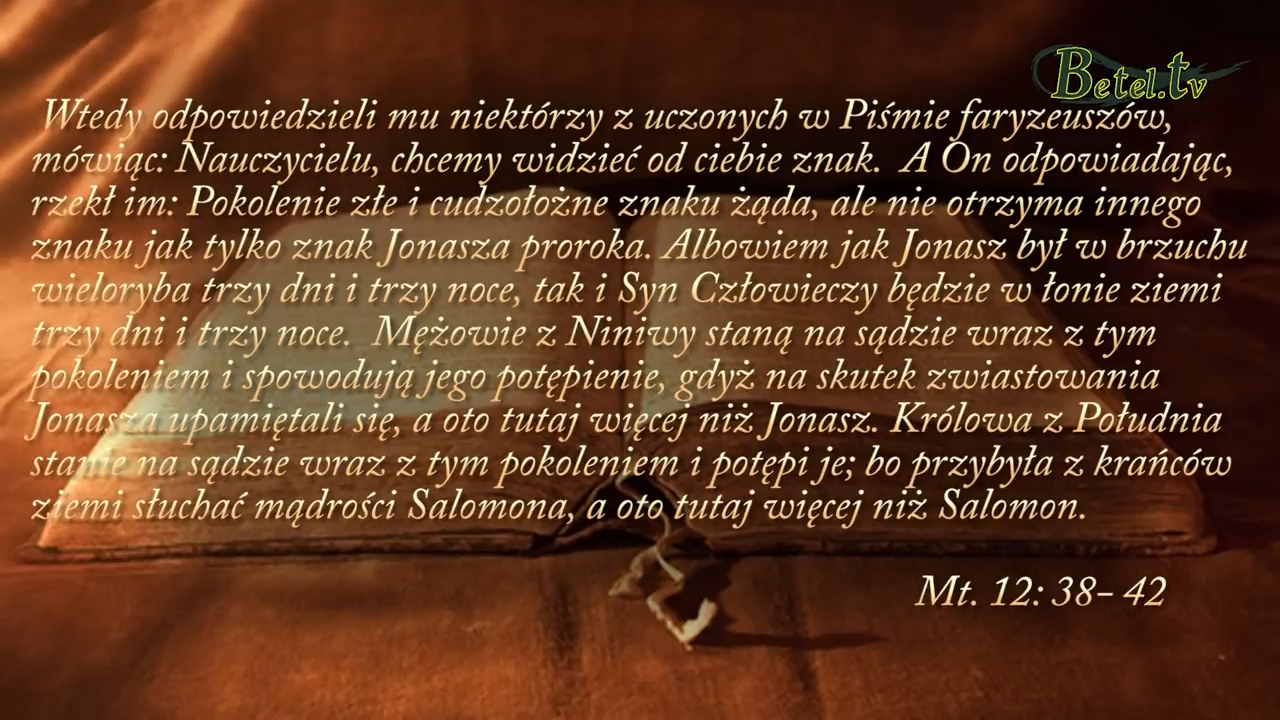 Betel.tv
Wtedy odpowiedzieli mu niektórzy z uczonych w Piśmie faryzeuszów,
mówiąc: Nauczycielu, chcemy widzieć od ciebie znak. A On odpowiadając,
rzekł im: Pokolenie złe i cudzołożne znaku żąda, ale nie otrzyma innego
znaku jak tylko znak Jonasza proroka. Albowiem jak Jonasz był w brzuchu
wieloryba trzy dni i trzy noce, tak i Syn Człowieczy będzie w łonie ziemi
trzy dni i trzy noce. Mężowie z Niniwy staną na sądzie wraz z tym
pokoleniem i spowodują jego potępienie, gdyż na skutek zwiastowania
Jonasza upamiętali się, a oto tutaj więcej niż Jonasz. Królowa z Południa
stanie na sądzie wraz z tym pokoleniem i potępi je; bo przybyła z krańców
ziemi słuchać mądrości Salomona, a oto tutaj więcej niż Salomon.
Mt. 12: 38– 42